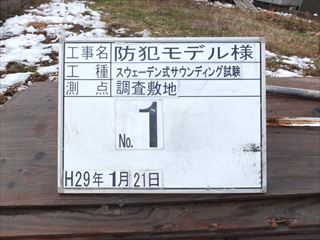 工事名 防犯モデル様
工種 スウェーデン式サウンディング試験
測点 調査敷地
No. 1
H29年 1月21日